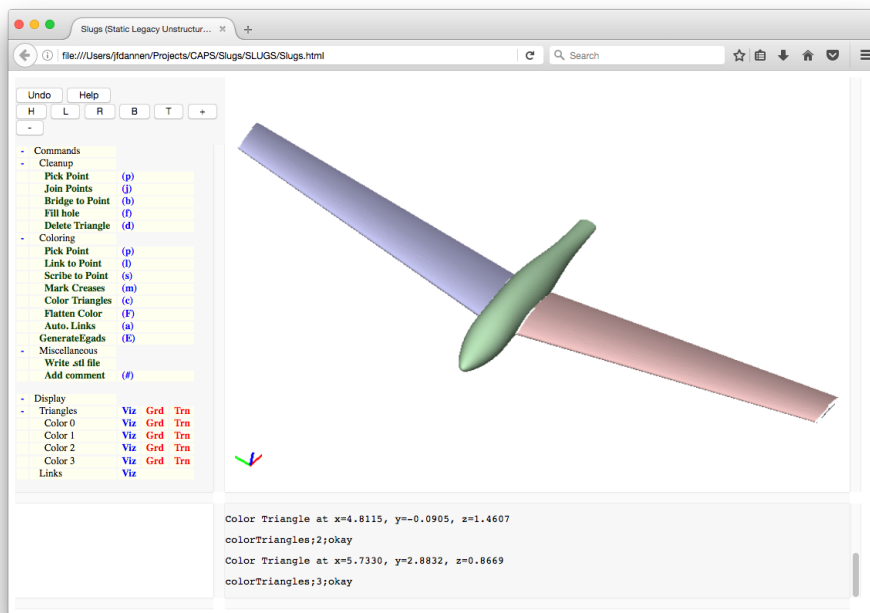 Slugs (Static Legacy Unstructur... × +
file:///Users/jfdannen/Projects/CAPS/Slugs/SLUGS/Slugs.html
Search
Undo Help
H L R B T +
-
- Commands
- Cleanup
Pick Point (p)
Join Points (j)
Bridge to Point (b)
Fill hole (f)
Delete Triangle (d)
- Coloring
Pick Point (p)
Link to Point (l)
Scribe to Point (s)
Mark Creases (m)
Color Triangles (c)
Flatten Color (F)
Auto. Links (a)
GenerateEgads (E)
- Miscellaneous
Write .stl file
Add comment (#)
- Display
- Triangles Viz Grd Trn
Color 0 Viz Grd Trn
Color 1 Viz Grd Trn
Color 2 Viz Grd Trn
Color 3 Viz Grd Trn
Links Viz
Color Triangle at x=4.8115, y=-0.0905, z=1.4607
colorTriangles;2;okay
Color Triangle at x=5.7330, y=2.8832, z=0.8669
colorTriangles;3;okay